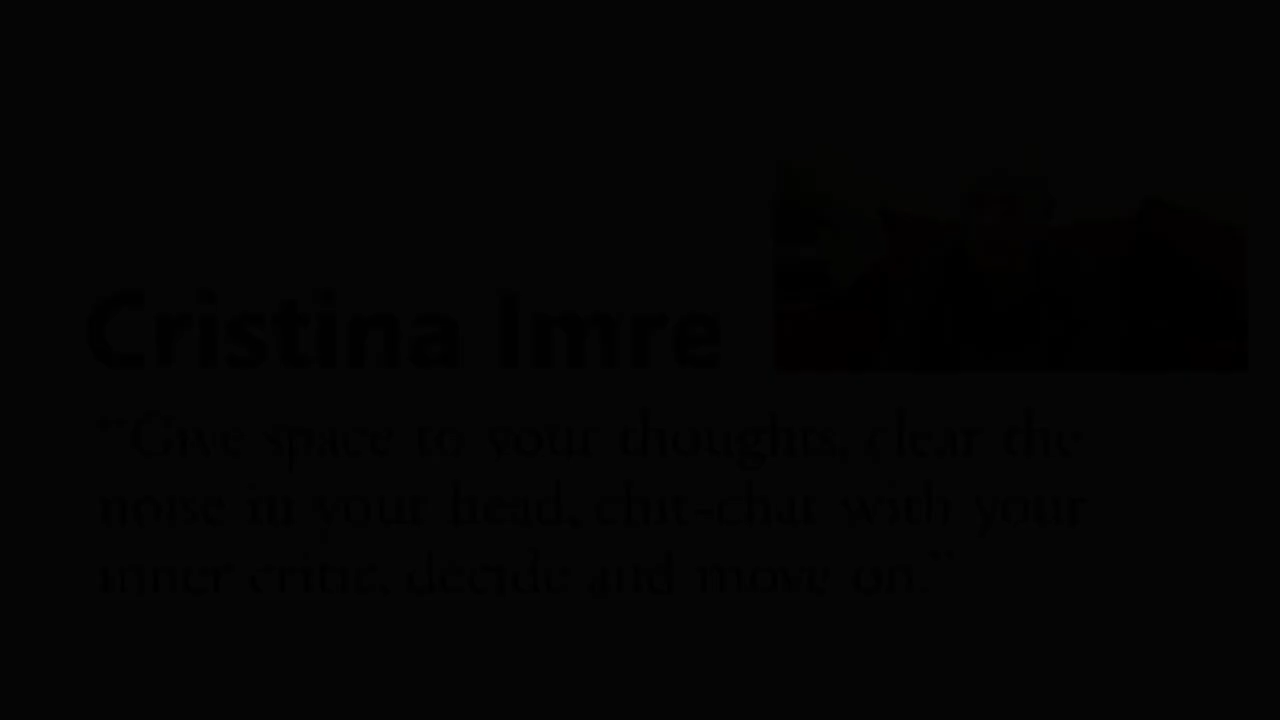 Cristina Imre
“Give space to your thoughts, clear the
noise in your head, chit-chat with your
inner critic, decide and move on.”